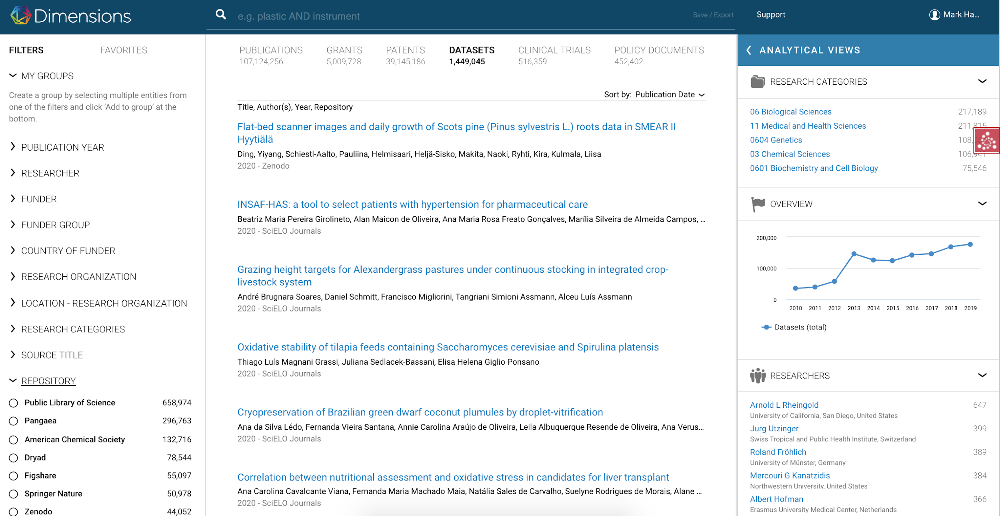 Dimensions
e.g. plastic AND instrument
Save / Export
Support
Mark Ha...
FILTERS
FAVORITES
MY GROUPS
Create a group by selecting multiple entities from
one of the filters and click 'Add to group' at the
bottom.
PUBLICATION YEAR
RESEARCHER
FUNDER
FUNDER GROUP
COUNTRY OF FUNDER
RESEARCH ORGANIZATION
LOCATION - RESEARCH ORGANIZATION
RESEARCH CATEGORIES
SOURCE TITLE
REPOSITORY
Public Library of Science 658,974
Pangaea 296,763
American Chemical Society 132,716
Dryad 78,544
Figshare 55,097
Springer Nature 50,978
Zenodo 44,052
PUBLICATIONS GRANTS PATENTS DATASETS CLINICAL TRIALS POLICY DOCUMENTS
107,124,256 5,009,728 39,145,186 1,449,045 516,359 452,402
Sort by: Publication Date
Title, Author(s), Year, Repository
Flat-bed scanner images and daily growth of Scots pine (Pinus sylvestris L.) roots data in SMEAR II
Hyytiälä
Ding, Yiyang, Schiestl-Aalto, Pauliina, Helmisaari, Heljä-Sisko, Makita, Naoki, Ryhti, Kira, Kulmala, Liisa
2020 - Zenodo
INSAF-HAS: a tool to select patients with hypertension for pharmaceutical care
Beatriz Maria Pereira Girolineto, Alan Maicon de Oliveira, Ana Maria Rosa Freato Gonçalves, Marília Silveira de Almeida Campos, ...
2020 - SciELO Journals
Grazing height targets for Alexandergrass pastures under continuous stocking in integrated crop-
livestock system
André Brugnara Soares, Daniel Schmitt, Francisco Migliorini, Tangriani Simioni Assmann, Alceu Luís Assmann
2020 - SciELO Journals
Oxidative stability of tilapia feeds containing Saccharomyces cerevisiae and Spirulina platensis
Thiago Luís Magnani Grassi, Juliana Sedlacek-Bassani, Elisa Helena Giglio Ponsano
2020 - SciELO Journals
Cryopreservation of Brazilian green dwarf coconut plumules by droplet-vitrification
Ana da Silva Lédo, Fernanda Vieira Santana, Annie Carolina Araújo de Oliveira, Leila Albuquerque Resende de Oliveira, Ana Verus...
2020 - SciELO Journals
Correlation between nutritional assessment and oxidative stress in candidates for liver transplant
Ana Carolina Cavalcante Viana, Fernanda Maria Machado Maia, Natália Sales de Carvalho, Suelyne Rodrigues de Morais, Alane ...
2020 - SciELO Journals
ANALYTICAL VIEWS
RESEARCH CATEGORIES
06 Biological Sciences 217,189
11 Medical and Health Sciences 211,815
0604 Genetics
03 Chemical Sciences 106,941
0601 Biochemistry and Cell Biology 75,546
OVERVIEW
200,000
100,000
0
2010 2011 2012 2013 2014 2015 2016 2017 2018 2019
Datasets (total)
RESEARCHERS
Arnold L Rheingold 647
University of California, San Diego, United States
Jurg Utzinger 399
Swiss Tropical and Public Health Institute, Switzerland
Roland Fröhlich 389
University of Münster, Germany
Mercouri G Kanatzidis 384
Northwestern University, United States
Albert Hofman 366
Erasmus University Medical Center, Netherlands